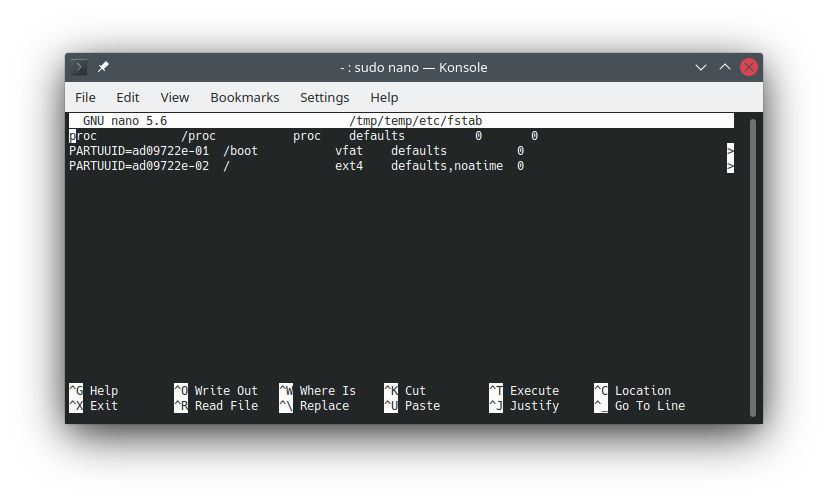 - : sudo nano — Konsole
File Edit View Bookmarks Settings Help
GNU nano 5.6 /tmp/temp/etc/fstab
proc /proc proc defaults 0 0
PARTUUID=ad09722e-01 /boot vfat defaults 0 >
PARTUUID=ad09722e-02 / ext4 defaults,noatime 0 >
^G Help ^O Write Out ^W Where Is ^K Cut ^T Execute ^C Location
^X Exit ^R Read File ^\ Replace ^U Paste ^J Justify ^_ Go To Line